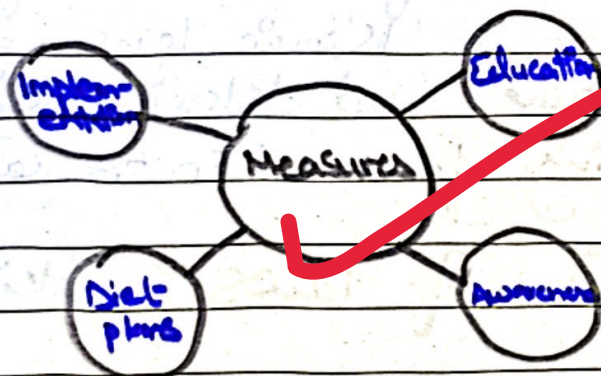 Implem-
entation
Education
Measures
Diet-
plans
Awareness